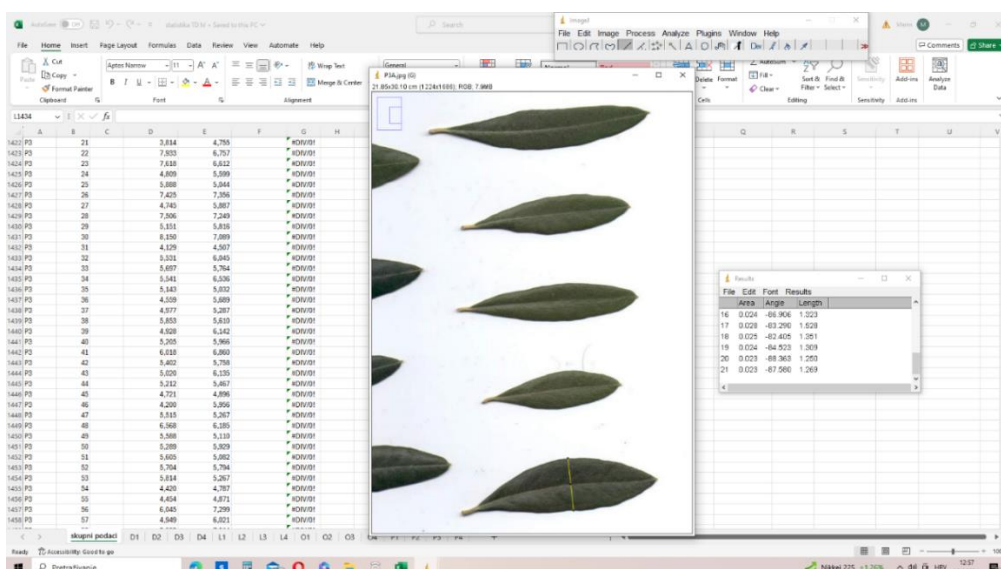 AutoSave
Search
File Home Insert Page Layout Formulas Data Review View Automate Help
Comments Share
Cut
Copy
Format Painter
Paste
Clipboard
Aptos Narrow 11
B I U
Font
Wrap Text
Merge & Center
Alignment
General
Delete Format
Cells
Fill
Clear
Sort & Filter
Find & Select
Editing
Sensitivity
Sensitivity
Add-ins
Add-ins
Analyze Data
ImageJ
File Edit Image Process Analyze Plugins Window Help
L1434 fx
A B C D E F G H Q R S T U V
1422 P3 21 3,814 4,755 #DIV/0!
1423 P3 22 7,933 6,757 #DIV/0!
1424 P3 23 7,618 6,612 #DIV/0!
1425 P3 24 4,809 5,599 #DIV/0!
1426 P3 25 5,888 5,044 #DIV/0!
1427 P3 26 7,425 7,356 #DIV/0!
1428 P3 27 4,745 5,887 #DIV/0!
1429 P3 28 7,506 7,249 #DIV/0!
1430 P3 29 5,151 5,816 #DIV/0!
1431 P3 30 8,150 7,089 #DIV/0!
1432 P3 31 4,129 4,507 #DIV/0!
1433 P3 32 5,531 6,045 #DIV/0!
1434 P3 33 5,697 5,764 #DIV/0!
1435 P3 34 5,541 6,536 #DIV/0!
1436 P3 35 5,143 5,032 #DIV/0!
1437 P3 36 4,559 5,689 #DIV/0!
1438 P3 37 4,977 5,287 #DIV/0!
1439 P3 38 5,853 5,610 #DIV/0!
1440 P3 39 4,928 6,142 #DIV/0!
1441 P3 40 5,205 5,966 #DIV/0!
1442 P3 41 6,018 6,860 #DIV/0!
1443 P3 42 5,402 5,758 #DIV/0!
1444 P3 43 5,020 6,135 #DIV/0!
1445 P3 44 5,212 5,467 #DIV/0!
1446 P3 45 4,721 4,896 #DIV/0!
1447 P3 46 4,200 5,956 #DIV/0!
1448 P3 47 5,515 5,267 #DIV/0!
1449 P3 48 6,568 6,185 #DIV/0!
1450 P3 49 5,588 5,110 #DIV/0!
1451 P3 50 5,289 5,929 #DIV/0!
1452 P3 51 5,605 5,082 #DIV/0!
1453 P3 52 5,704 5,794 #DIV/0!
1454 P3 53 5,814 5,267 #DIV/0!
1455 P3 54 4,420 4,787 #DIV/0!
1456 P3 55 4,454 4,871 #DIV/0!
1457 P3 56 6,045 7,299 #DIV/0!
1458 P3 57 4,949 6,021 #DIV/0!
P3A.jpg (G)
Results
File Edit Font Results
Area Angle Length
16 0.024 -86.906 1.323
17 0.028 -83.290 1.528
18 0.025 -82.405 1.351
19 0.024 -84.523 1.309
20 0.023 -88.363 1.250
21 0.023 -87.580 1.269
skupni podaci D1 D2 D3 D4 L1 L2 L3 L4 O1 O2 O3
Ready Accessibility: Good to go
Pretraživanje
Nikkei 225 +1,26% HRV 12:57